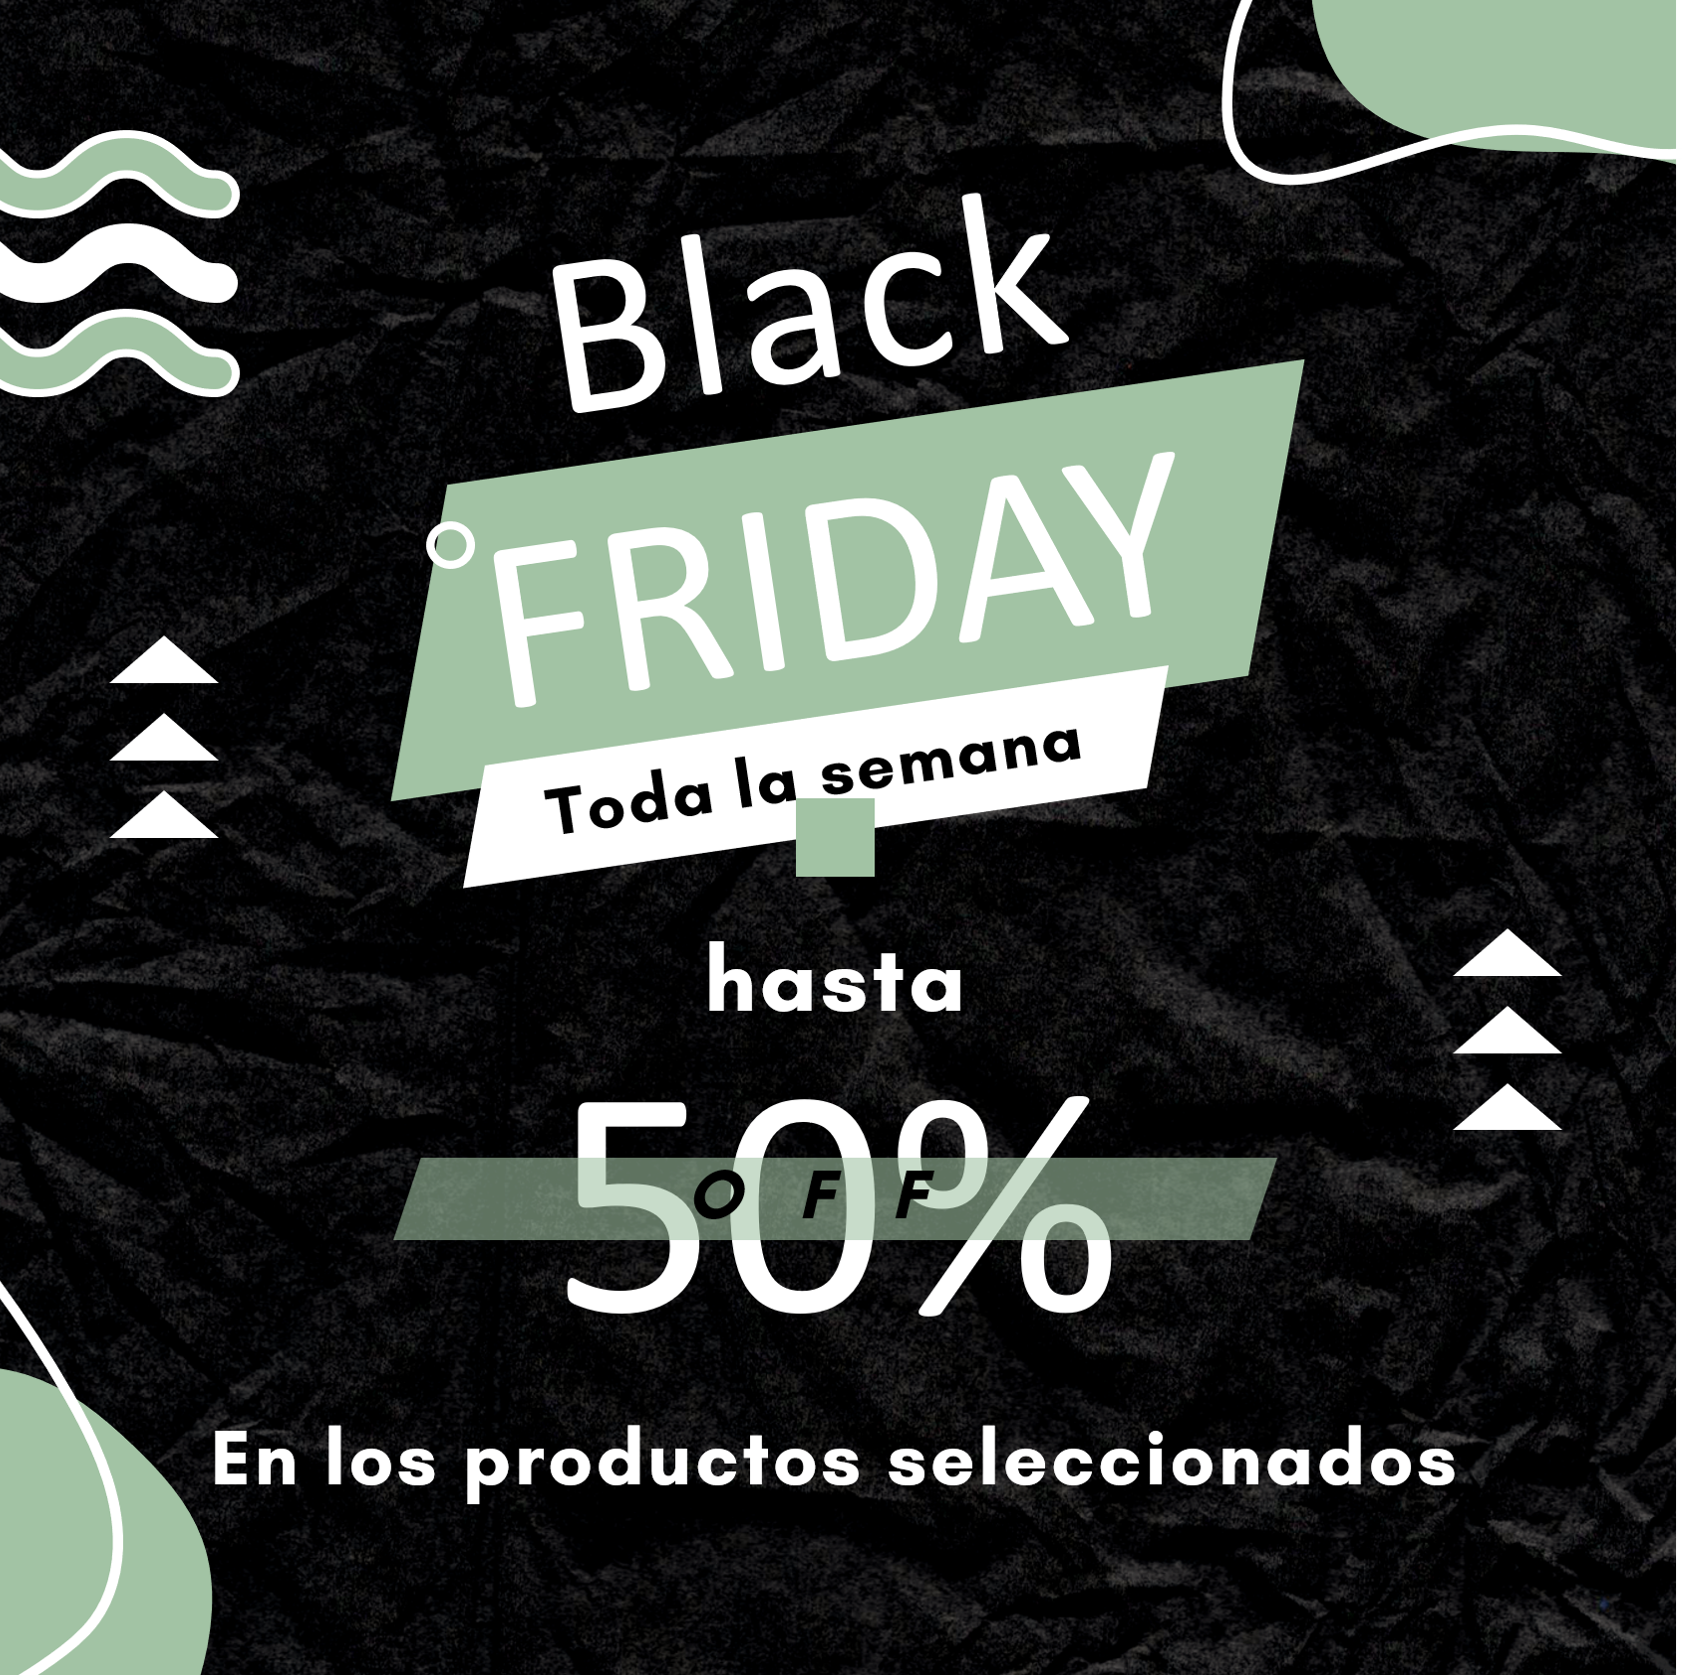 Black
FRIDAY
Toda la semana
hasta
50%
OFF
En los productos seleccionados